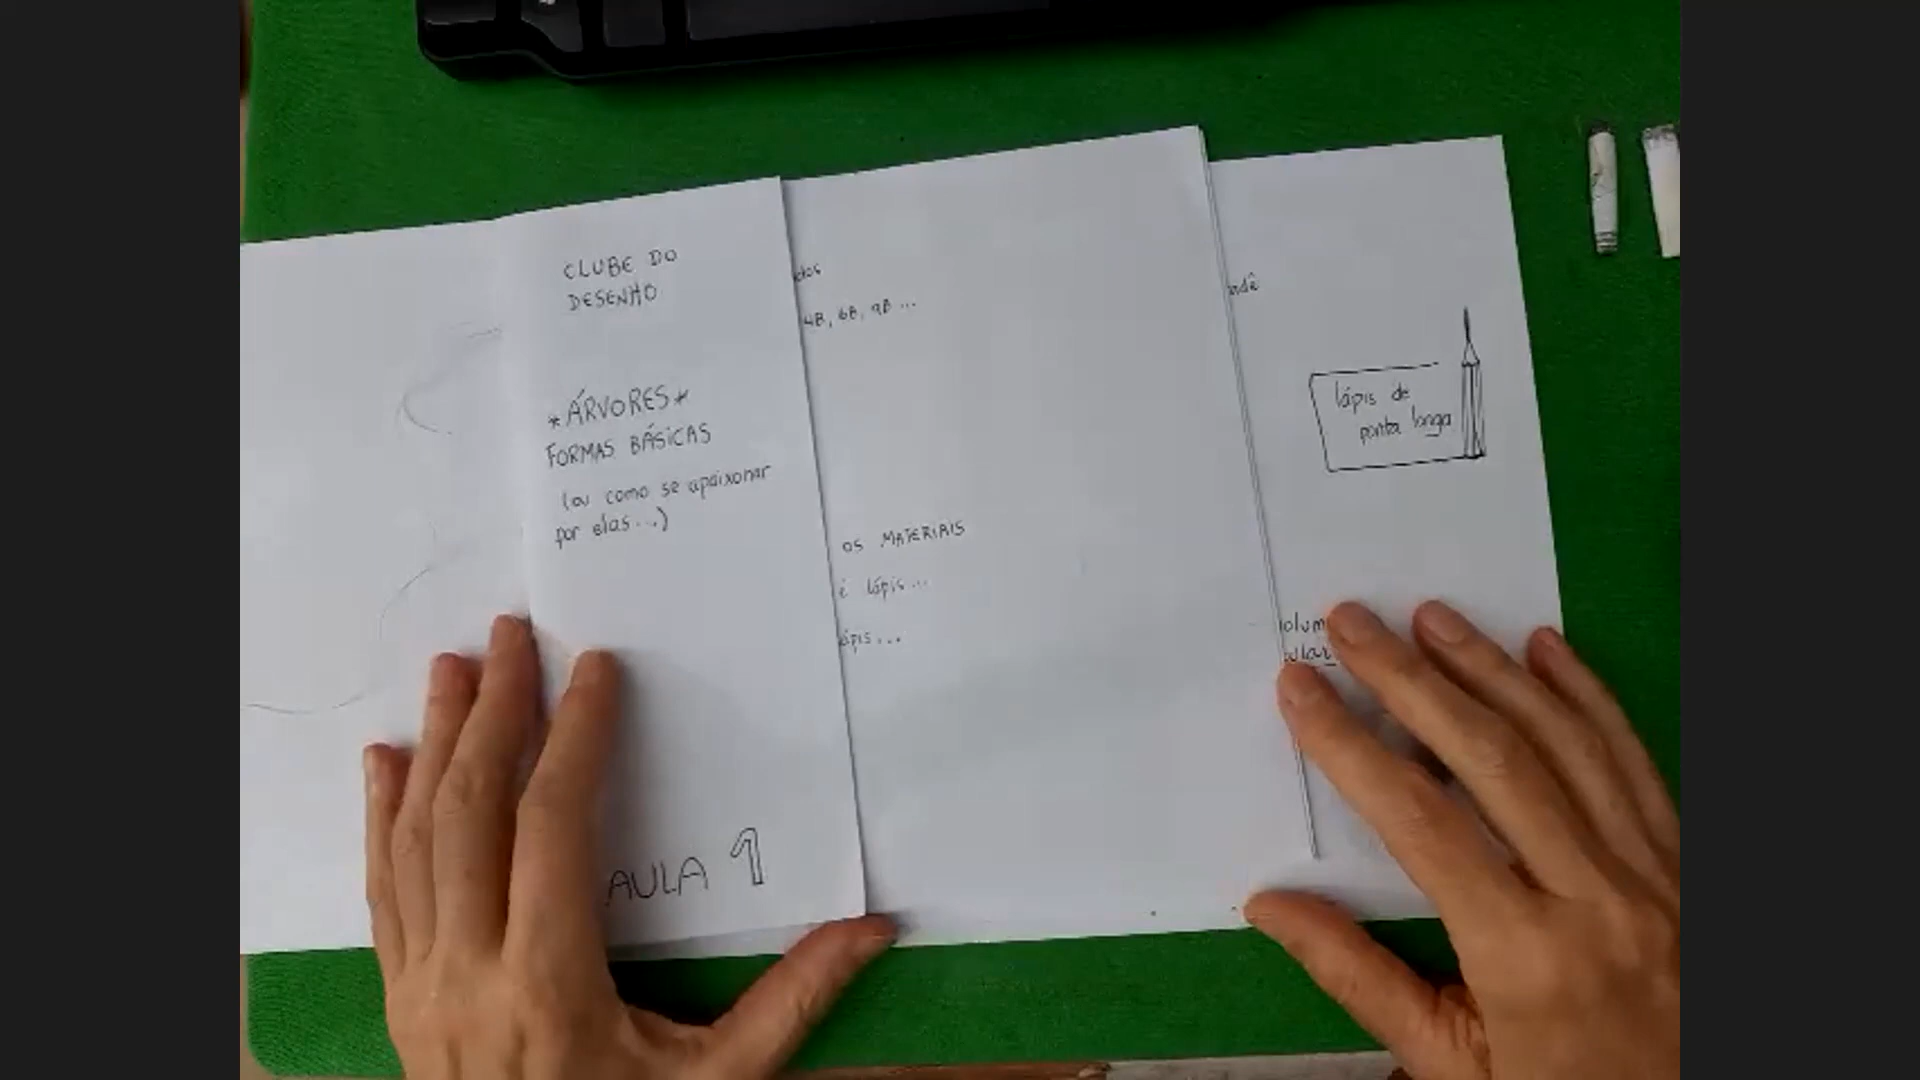 CLUBE DO
DESENHO
*ÁRVORES*
FORMAS BÁSICAS
(ou como se apaixonar
por elas...)
AULA 1
4B, 6B, 9B ...
OS MATERIAIS
é lápis...
lápis de
ponta longa